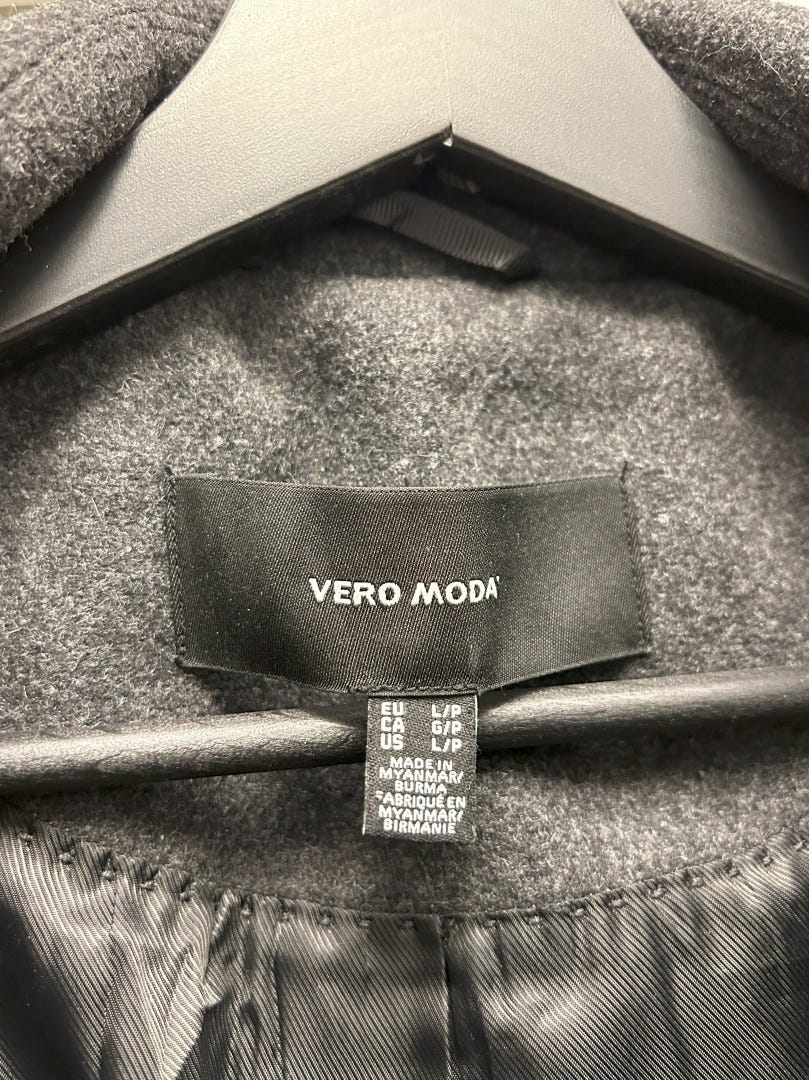 VERO MODA
EU L/P
CA G/P
US L/P
MADE IN
MYANMAR/
BURMA
FABRIQUÉ EN
MYANMAR/
BIRMANIE